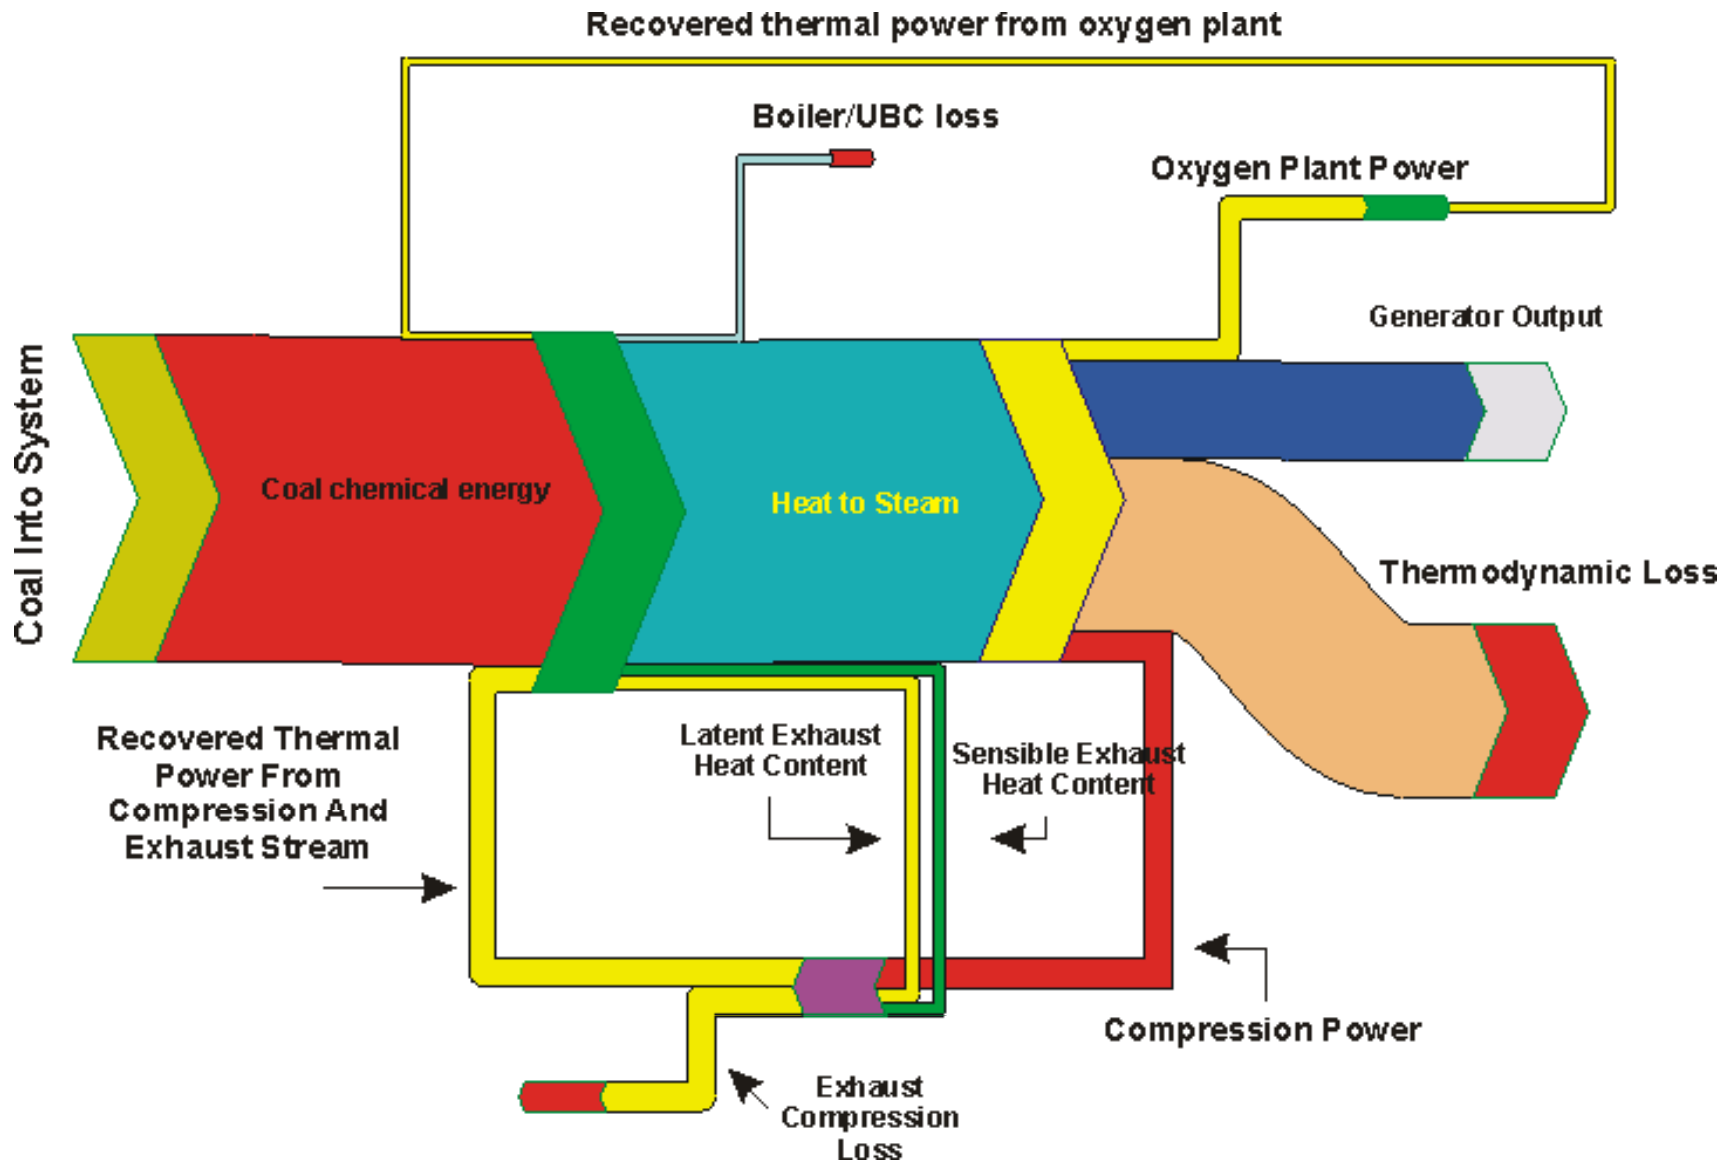 Recovered thermal power from oxygen plant
Boiler/UBC loss
Oxygen Plant Power
Generator Output
Coal Into System
Coal chemical energy
Heat to Steam
Thermodynamic Loss
Recovered Thermal
Power From
Compression And
Exhaust Stream
Latent Exhaust
Heat Content
Sensible Exhaust
Heat Content
Compression Power
Exhaust
Compression
Loss